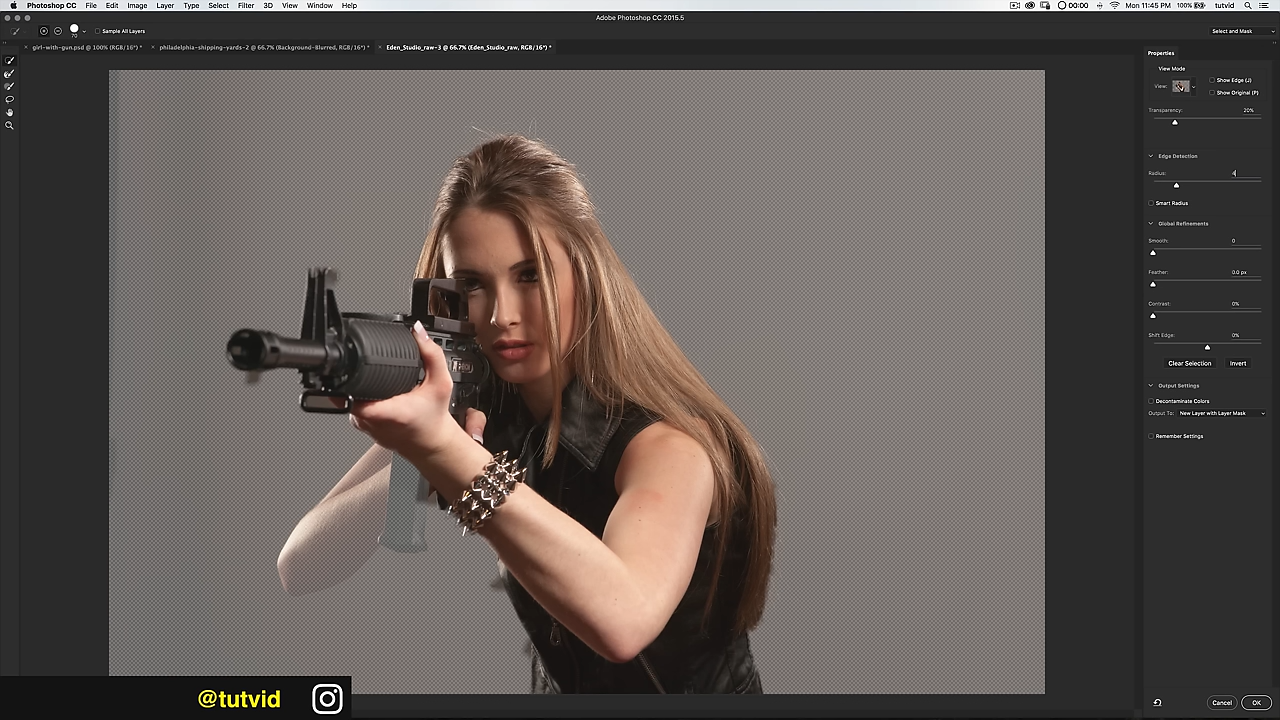 Photoshop CC File Edit Image Layer Type Select Filter 3D View Window Help 00:00 Mon 11:45 PM 100% tutvid
Adobe Photoshop CC 2015.5
70 Sample All Layers Select and Mask
× girl-with-gun.psd @ 100% (RGB/16*) * × philadelphia-shipping-yards-2 @ 66.7% (Background-Blurred, RGB/16*) * × Eden_Studio_raw-3 @ 66.7% (Eden_Studio_raw, RGB/16*) *
Properties
View Mode
View: Show Edge (J)
Show Original (P)
Transparency: 20%
Edge Detection
Radius: 4
Smart Radius
Global Refinements
Smooth: 0
Feather: 0.0 px
Contrast: 0%
Shift Edge: 0%
Clear Selection Invert
Output Settings
Decontaminate Colors
Output To: New Layer with Layer Mask
Remember Settings
@tutvid
Cancel OK